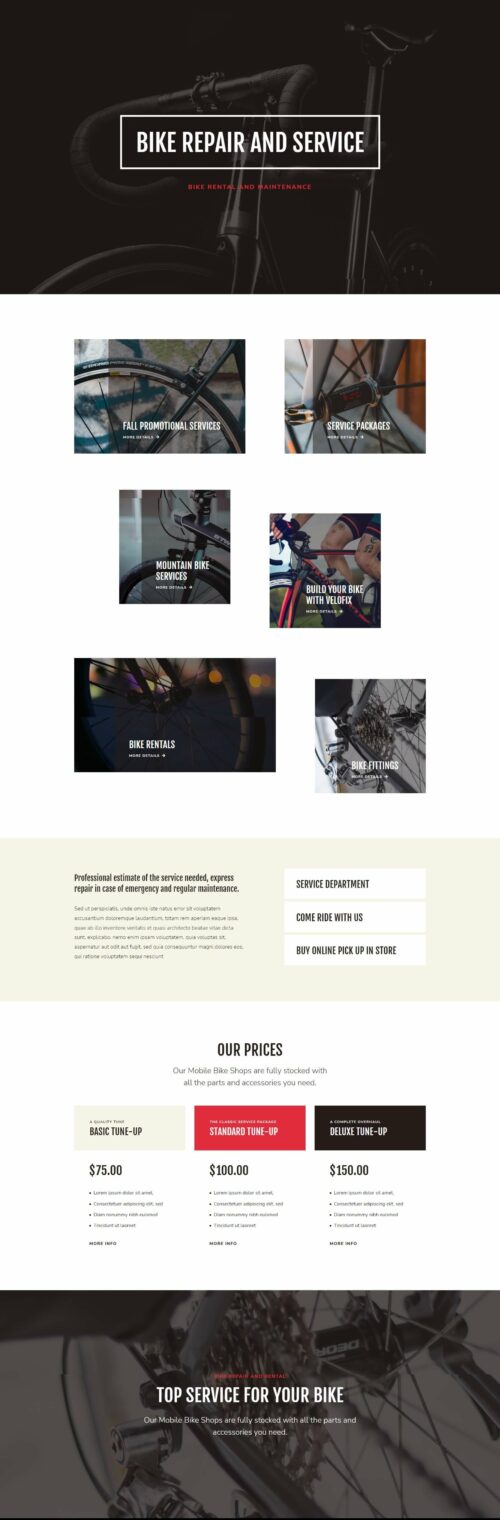 BIKE REPAIR AND SERVICE
BIKE RENTAL AND MAINTENANCE
FALL PROMOTIONAL SERVICES
MORE DETAILS →
SERVICE PACKAGES
MORE DETAILS →
MOUNTAIN BIKE
SERVICES
MORE DETAILS →
BUILD YOUR BIKE
WITH VELOFIX
MORE DETAILS →
BIKE RENTALS
MORE DETAILS →
BIKE FITTINGS
MORE DETAILS →
Professional estimate of the service needed, express
repair in case of emergency and regular maintenance.
Sed ut perspiciatis, unde omnis iste natus error sit voluptatem
accusantium doloremque laudantium, totam rem aperiam eaque ipsa,
quae ab illo inventore veritatis et quasi architecto beatae vitae dicta
sunt, explicabo. nemo enim ipsam voluptatem, quia voluptas sit,
aspernatur aut odit aut fugit, sed quia consequuntur magni dolores eos,
qui ratione voluptatem sequi nesciunt
SERVICE DEPARTMENT
COME RIDE WITH US
BUY ONLINE PICK UP IN STORE
OUR PRICES
Our Mobile Bike Shops are fully stocked with
all the parts and accessories you need.
A QUALITY TUNE
BASIC TUNE-UP
$75.00
• Lorem ipsum dolor sit amet,
• Consectetuer adipiscing elit, sed
• Diam nonummy nibh euismod
• Tincidunt ut laoreet
MORE INFO
THE CLASSIC SERVICE PACKAGE
STANDARD TUNE-UP
$100.00
• Lorem ipsum dolor sit amet,
• Consectetuer adipiscing elit, sed
• Diam nonummy nibh euismod
• Tincidunt ut laoreet
MORE INFO
A COMPLETE OVERHAUL
DELUXE TUNE-UP
$150.00
• Lorem ipsum dolor sit amet,
• Consectetuer adipiscing elit, sed
• Diam nonummy nibh euismod
• Tincidunt ut laoreet
MORE INFO
BIKE REPAIR AND RENTAL
TOP SERVICE FOR YOUR BIKE
Our Mobile Bike Shops are fully stocked with all the parts and
accessories you need.